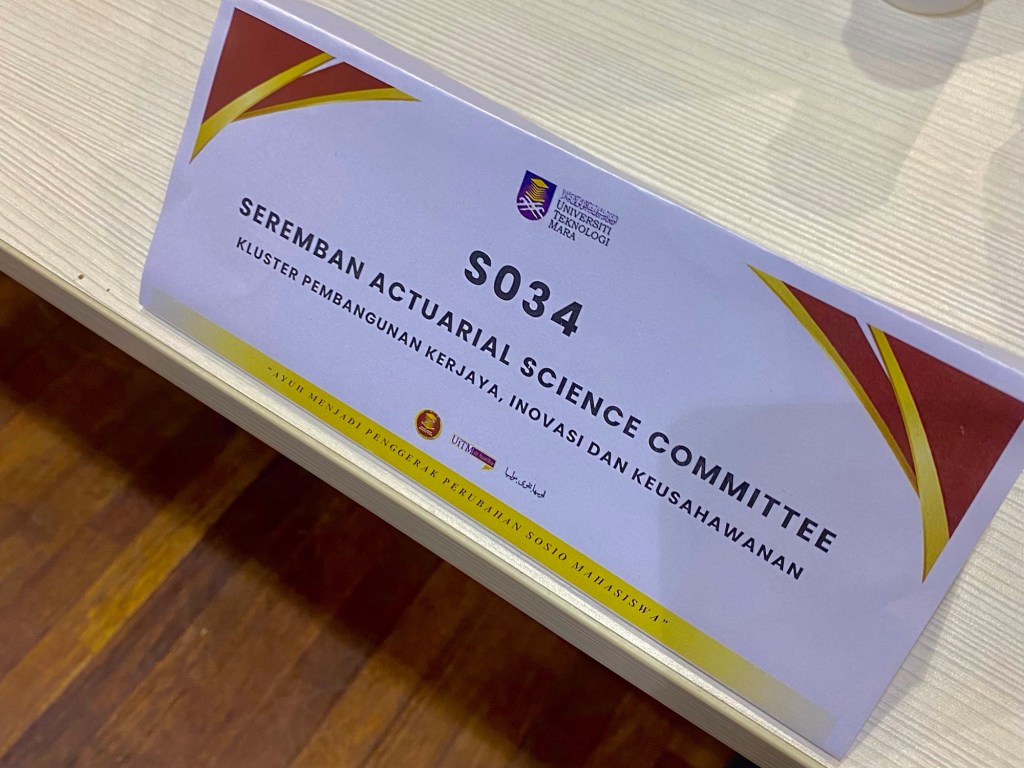 UNIVERSITI
TEKNOLOGI
MARA
S034
SEREMBAN ACTUARIAL SCIENCE COMMITTEE
KLUSTER PEMBANGUNAN KERJAYA, INOVASI DAN KEUSAHAWANAN
UiTM
"AYUH MENJADI PENGGERAK PERUBAHAN SOSIO MAHASISWA"